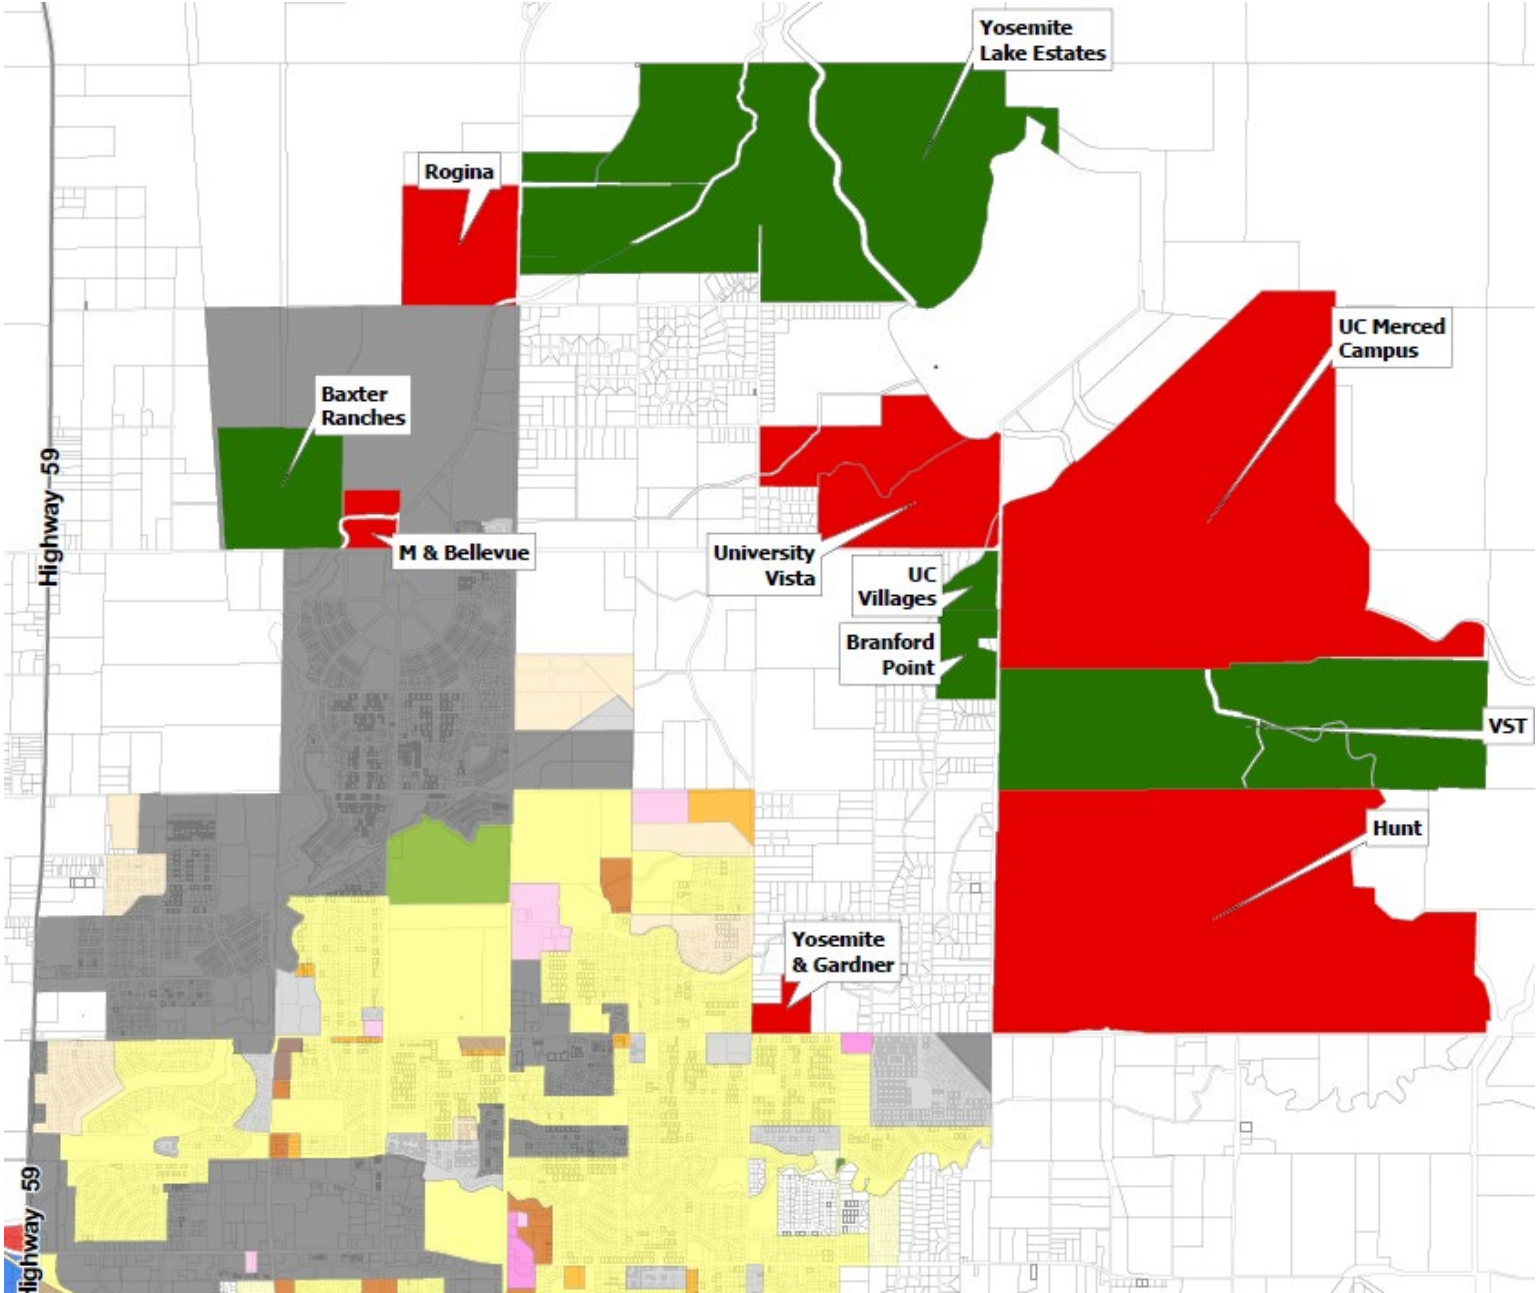 Yosemite
Lake Estates
Rogina
UC Merced
Campus
Baxter
Ranches
Highway 59
M & Bellevue
University
Vista
UC
Villages
Branford
Point
VST
Hunt
Yosemite
& Gardner
Highway 59